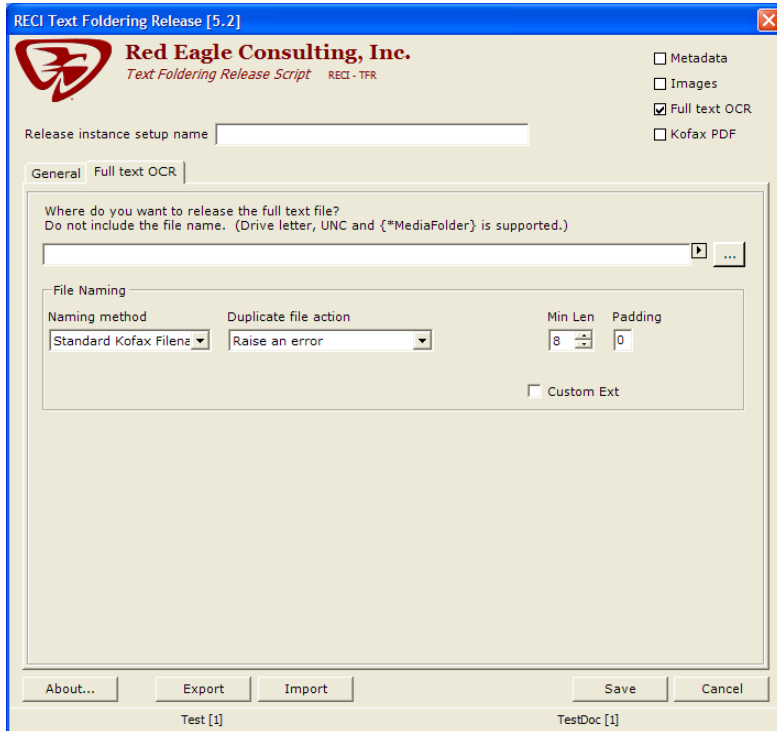 RECI Text Foldering Release [5.2]
Red Eagle Consulting, Inc.
Text Foldering Release Script RECI - TFR
Metadata
Images
Full text OCR
Kofax PDF
Release instance setup name
General Full text OCR
Where do you want to release the full text file?
Do not include the file name. (Drive letter, UNC and {*MediaFolder} is supported.)
...
File Naming
Naming method Duplicate file action Min Len Padding
Standard Kofax Filena Raise an error 8 0
Custom Ext
About... Export Import Save Cancel
Test [1] TestDoc [1]